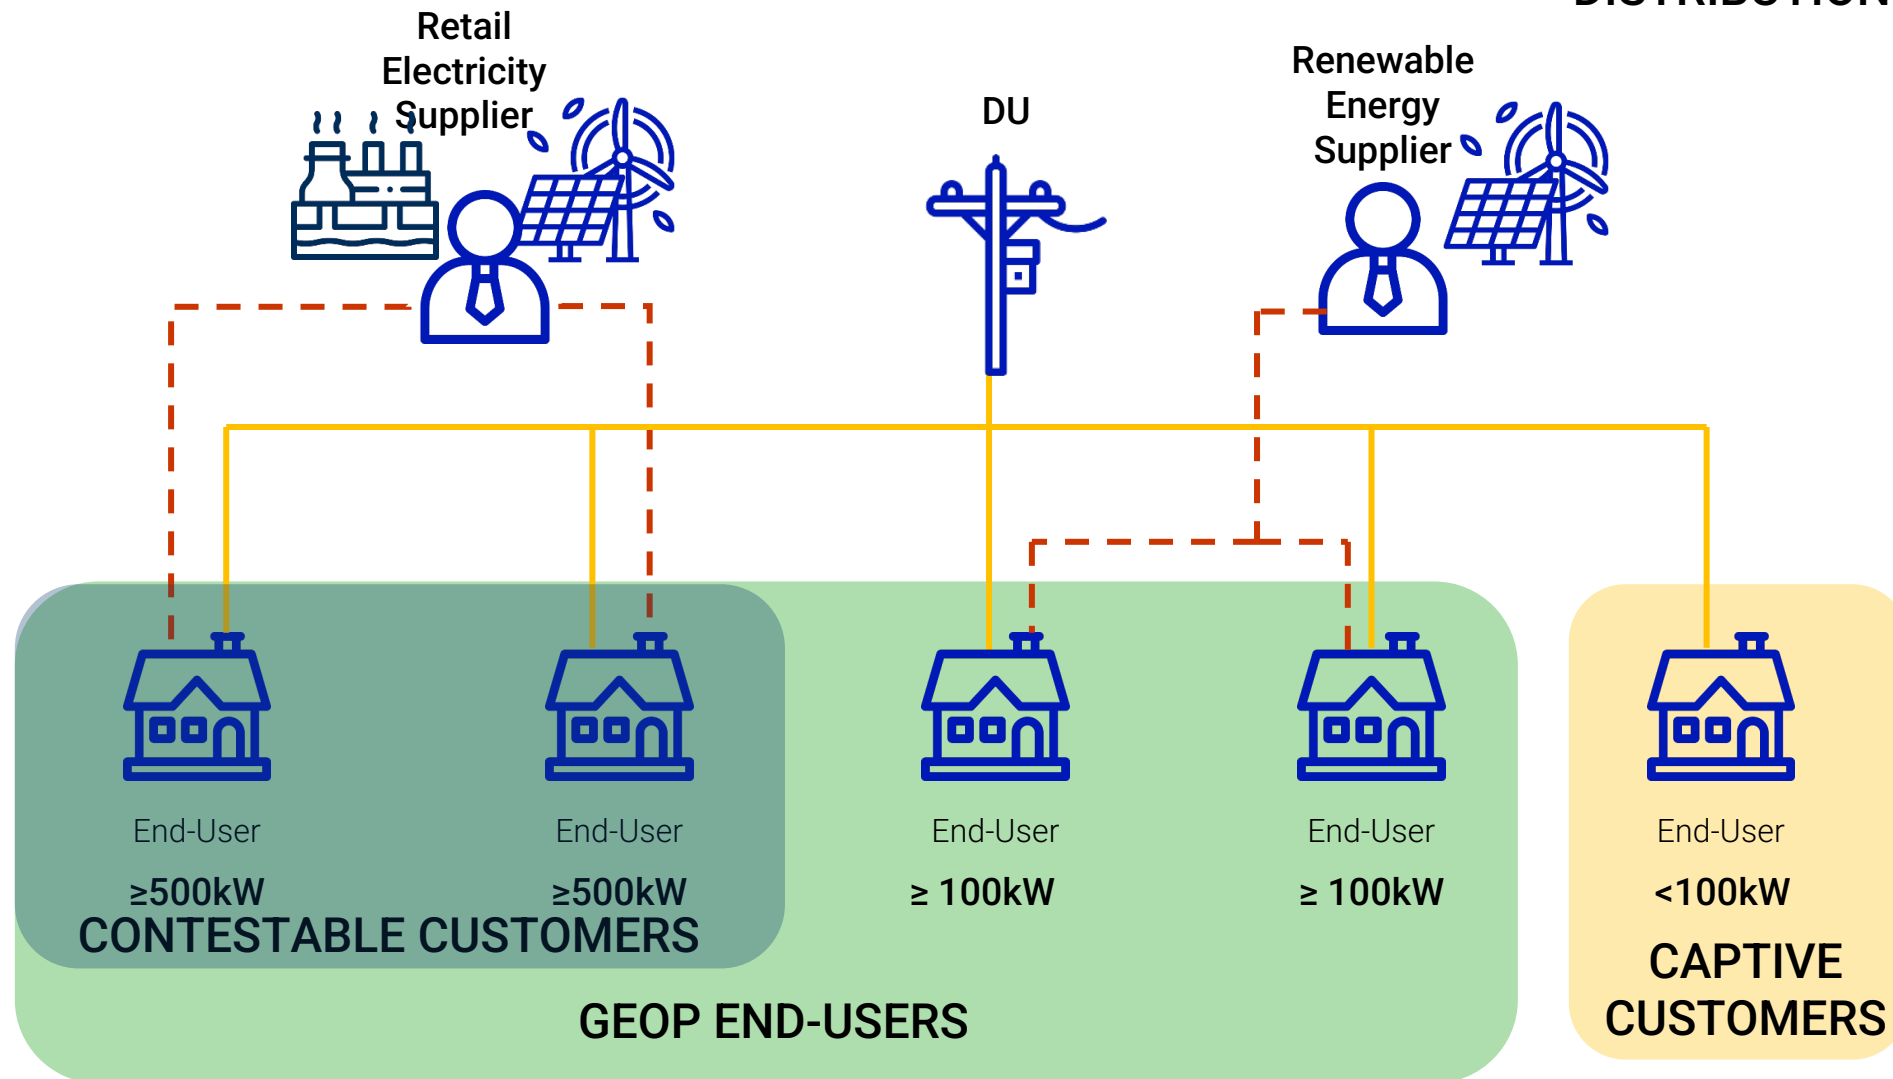 DISTRIBUTION
Retail
Electricity
Supplier
DU
Renewable
Energy
Supplier
End-User
≥500kW
End-User
≥500kW
CONTESTABLE CUSTOMERS
End-User
≥ 100kW
End-User
≥ 100kW
GEOP END-USERS
End-User
<100kW
CAPTIVE
CUSTOMERS